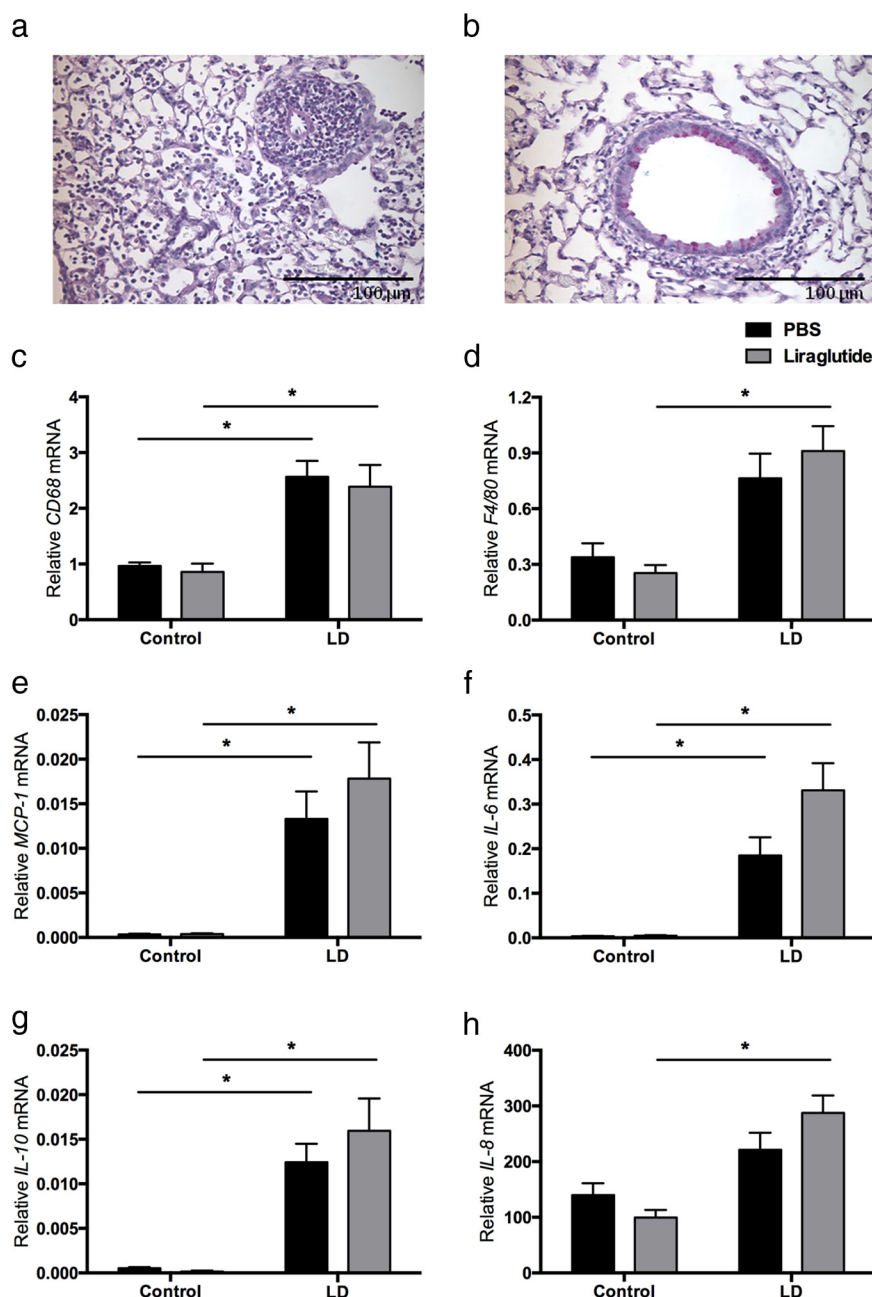 a
b
100 µm
100 µm
PBS
Liraglutide
c
Relative CD68 mRNA
4
3
2
1
0
*
*
Control
LD
d
Relative F4/80 mRNA
1.2
0.9
0.6
0.3
0.0
*
Control
LD
e
Relative MCP-1 mRNA
0.025
0.020
0.015
0.010
0.005
0.000
*
*
Control
LD
f
Relative IL-6 mRNA
0.5
0.4
0.3
0.2
0.1
0.0
*
*
Control
LD
g
Relative IL-10 mRNA
0.025
0.020
0.015
0.010
0.005
0.000
*
*
Control
LD
h
Relative IL-8 mRNA
400
300
200
100
0
*
Control
LD